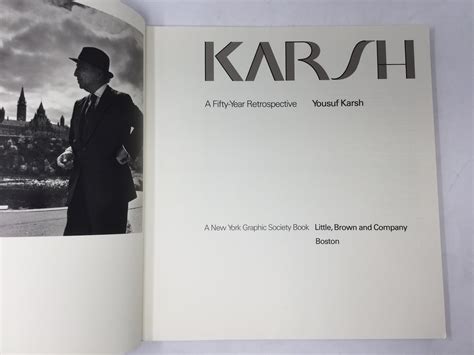 KARSH
A Fifty-Year Retrospective Yousuf Karsh
A New York Graphic Society Book Little, Brown and Company
Boston